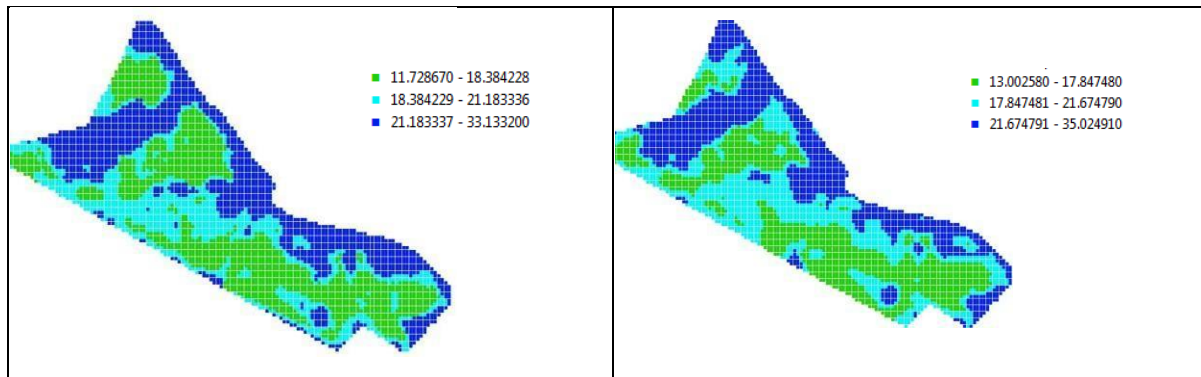 11.728670 - 18.384228
18.384229 - 21.183336
21.183337 - 33.133200
13.002580 - 17.847480
17.847481 - 21.674790
21.674791 - 35.024910